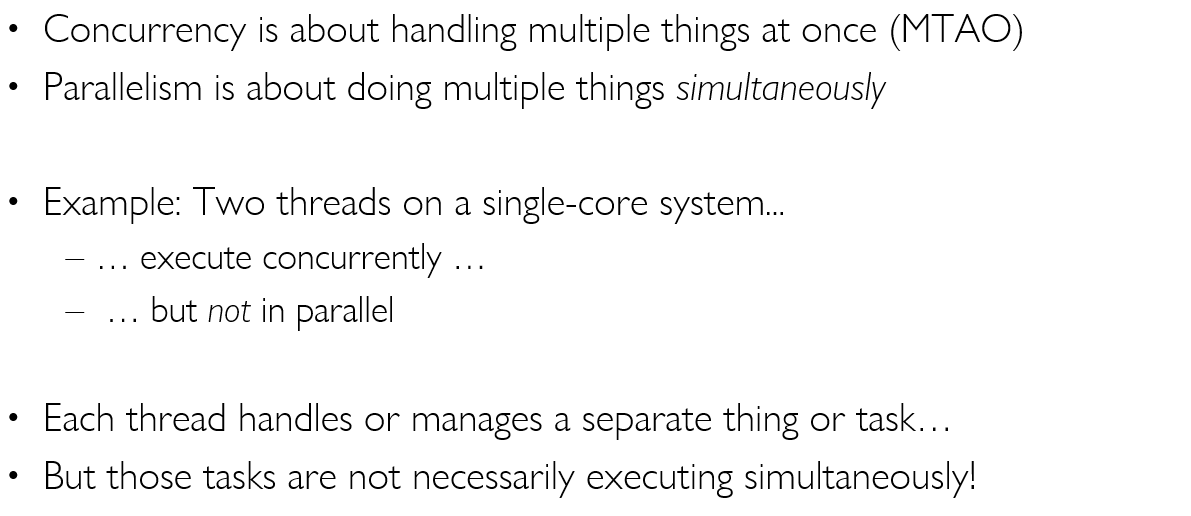 • Concurrency is about handling multiple things at once (MTAO)
• Parallelism is about doing multiple things simultaneously
• Example: Two threads on a single-core system...
– … execute concurrently …
– … but not in parallel
• Each thread handles or manages a separate thing or task…
• But those tasks are not necessarily executing simultaneously!